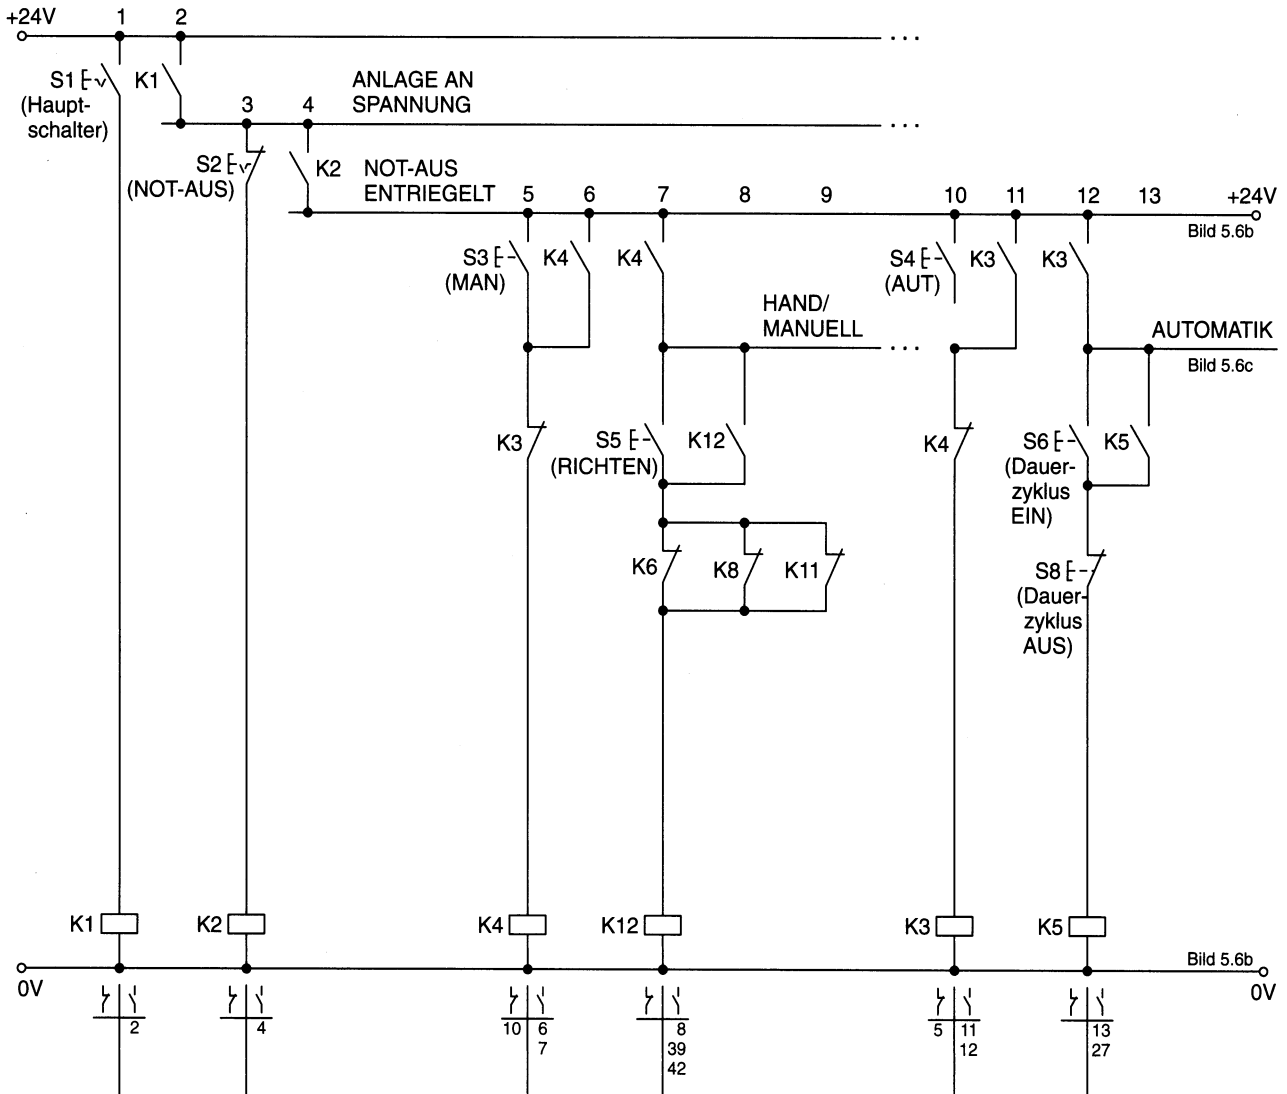 +24V 1 2 ...
S1 K1 ANLAGE AN
(Haupt- SPANNUNG
schalter) 3 4 ...
S2 K2 NOT-AUS
(NOT-AUS) ENTRIEGELT
5 6 7 8 9 10 11 12 13 +24V
Bild 5.6b
S3 K4 K4 S4 K3 K3
(MAN) (AUT)
HAND/
MANUELL ... AUTOMATIK
Bild 5.6c
K3 S5 K12 K4 S6 K5
(RICHTEN) (Dauer-
zyklus
EIN)
K6 K8 K11 S8
(Dauer-
zyklus
AUS)
K1 K2 K4 K12 K3 K5
Bild 5.6b
0V 0V
2 4 10 6 8 5 11 13
7 39 12 27
42